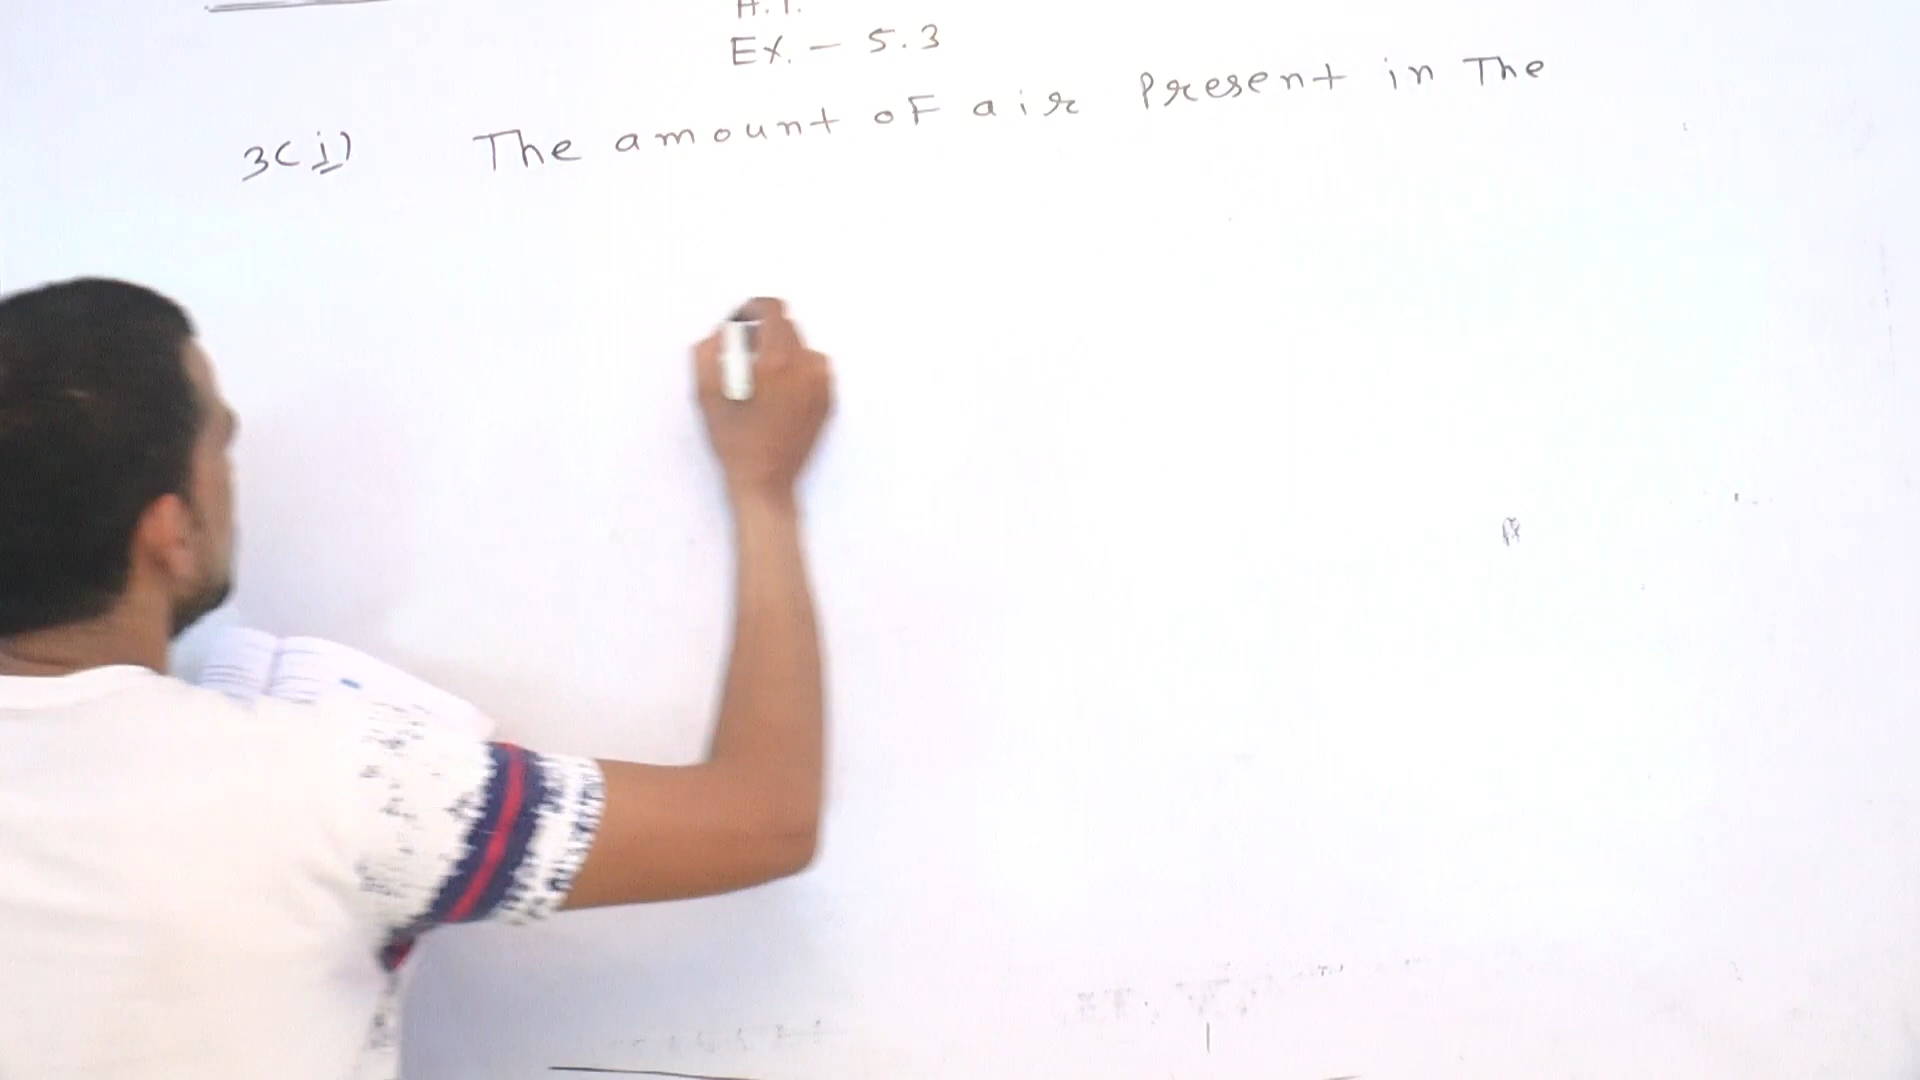 Ex. - 5.3
3(i) The amount of air Present in The